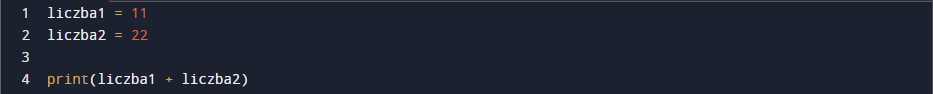 1 liczba1 = 11
2 liczba2 = 22
3
4 print(liczba1 + liczba2)